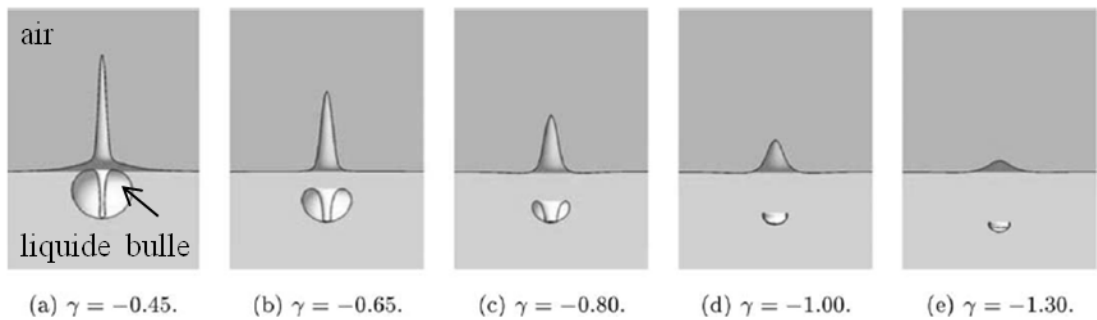 air
liquide bulle
(a) γ = −0.45.
(b) γ = −0.65.
(c) γ = −0.80.
(d) γ = −1.00.
(e) γ = −1.30.